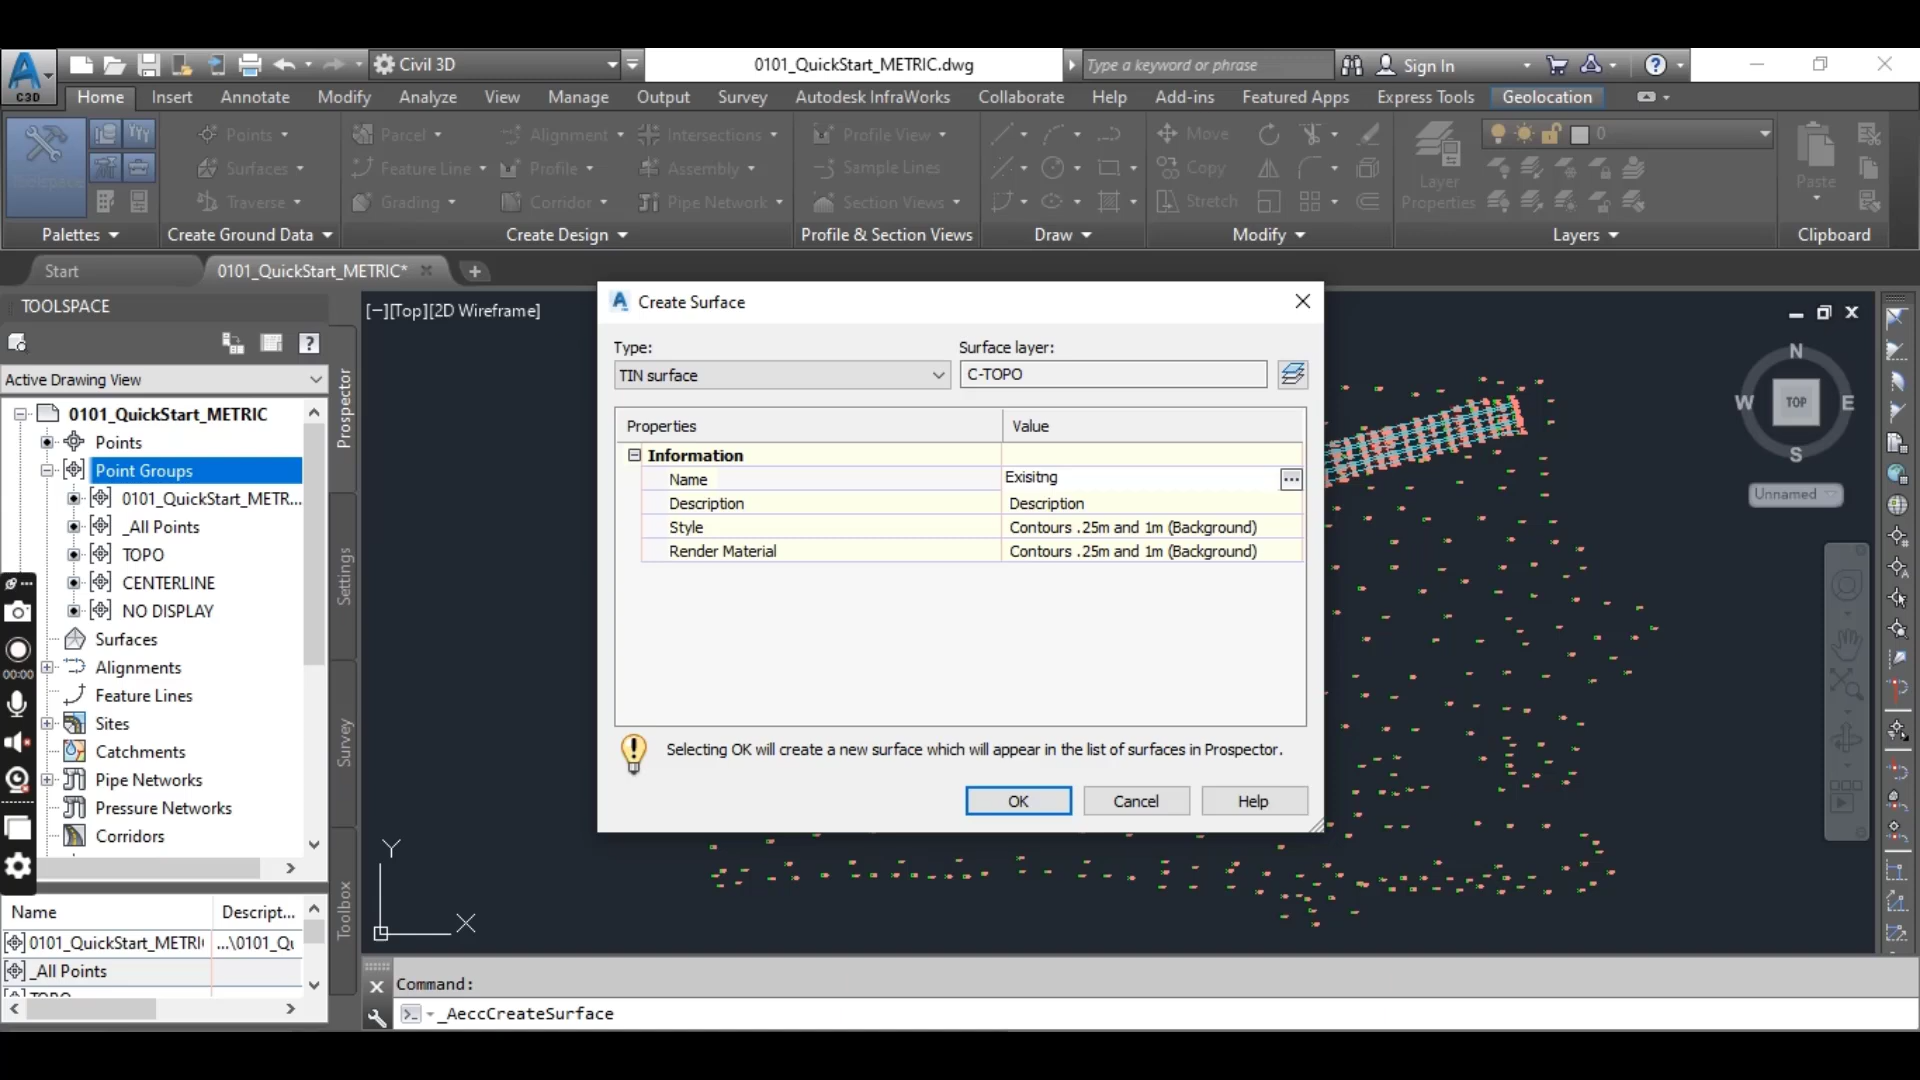 C3D
Civil 3D
0101_QuickStart_METRIC.dwg
Type a keyword or phrase
Sign In
Home Insert Annotate Modify Analyze View Manage Output Survey Autodesk InfraWorks Collaborate Help Add-ins Featured Apps Express Tools Geolocation
Points Parcel Alignment Intersections Profile View Move 0
Surfaces Feature Line Profile Assembly Sample Lines Copy Layer Properties Paste
Traverse Grading Corridor Pipe Network Section Views Stretch
Palettes Create Ground Data Create Design Profile & Section Views Draw Modify Layers Clipboard
Start 0101_QuickStart_METRIC*
TOOLSPACE
[−][Top][2D Wireframe]
Active Drawing View
0101_QuickStart_METRIC
Points
Point Groups
0101_QuickStart_METR...
_All Points
TOPO
CENTERLINE
NO DISPLAY
Surfaces
Alignments
Feature Lines
Sites
Catchments
Pipe Networks
Pressure Networks
Corridors
Prospector
Settings
Survey
Toolbox
00:00
Name Descript...
0101_QuickStart_METRI ...\0101_Qu
_All Points
TOPO
Create Surface
Type:
Surface layer:
TIN surface
C-TOPO
Properties Value
Information
Name Exisitng
Description Description
Style Contours .25m and 1m (Background)
Render Material Contours .25m and 1m (Background)
Selecting OK will create a new surface which will appear in the list of surfaces in Prospector.
OK Cancel Help
N
W TOP E
S
Unnamed
Y
X
Command:
_AeccCreateSurface